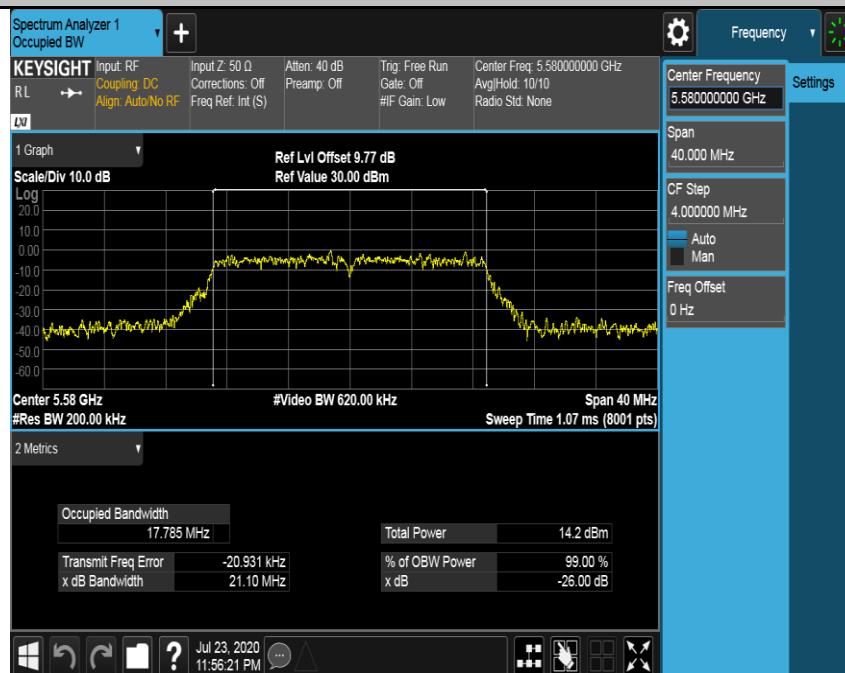 Spectrum Analyzer 1
Occupied BW
+
Frequency
KEYSIGHT
RL
LXI
Input: RF
Coupling: DC
Align: Auto/No RF
Input Z: 50 Ω
Corrections: Off
Freq Ref: Int (S)
Atten: 40 dB
Preamp: Off
Trig: Free Run
Gate: Off
#IF Gain: Low
Center Freq: 5.580000000 GHz
Avg|Hold: 10/10
Radio Std: None
Center Frequency
5.580000000 GHz
Settings
Span
40.000 MHz
CF Step
4.000000 MHz
Auto
Man
Freq Offset
0 Hz
1 Graph
Scale/Div 10.0 dB
Ref Lvl Offset 9.77 dB
Ref Value 30.00 dBm
Log
20.0
10.0
0.00
-10.0
-20.0
-30.0
-40.0
-50.0
-60.0
Center 5.58 GHz
#Video BW 620.00 kHz
Span 40 MHz
#Res BW 200.00 kHz
Sweep Time 1.07 ms (8001 pts)
2 Metrics
Occupied Bandwidth
17.785 MHz
Total Power 14.2 dBm
Transmit Freq Error -20.931 kHz
% of OBW Power 99.00 %
x dB Bandwidth 21.10 MHz
x dB -26.00 dB
?
Jul 23, 2020
11:56:21 PM